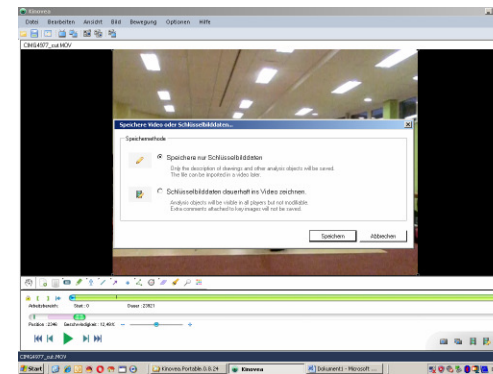 Kinovea
Datei Bearbeiten Ansicht Bild Bewegung Optionen Hilfe
CIMG4977_cut.MOV
Speichere Video oder Schlüsselbilddaten...
Speichermethode
Speichere nur Schlüsselbilddaten
Only the description of drawings and other analysis objects will be saved.
The file can be imported in a video later.
Schlüsselbilddaten dauerhaft ins Video zeichnen.
Analysis objects will be visible in all players but not modifiable.
Extra comments attached to key images will not be saved.
Speichern Abbrechen
Arbeitsbereich: Start : 0 Dauer : 23921
Position : 2346 Geschwindigkeit : 12,48%
CIMG4977_cut.MOV
Start Kinovea.Portable.0.8.24 Kinovea Dokument1 - Microsoft ...